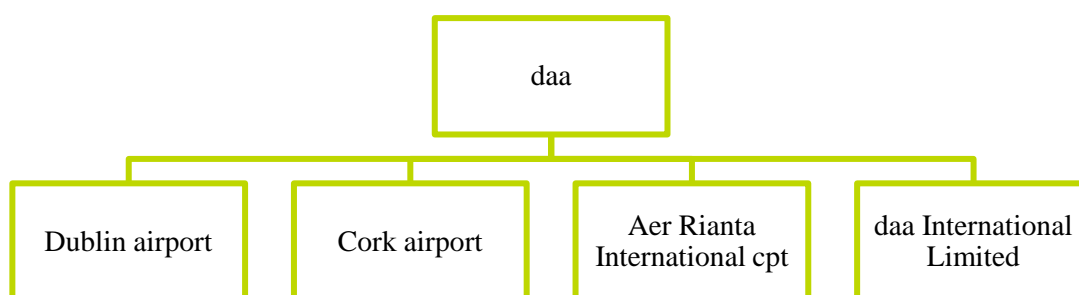 daa
Dublin airport
Cork airport
Aer Rianta
International cpt
daa International
Limited